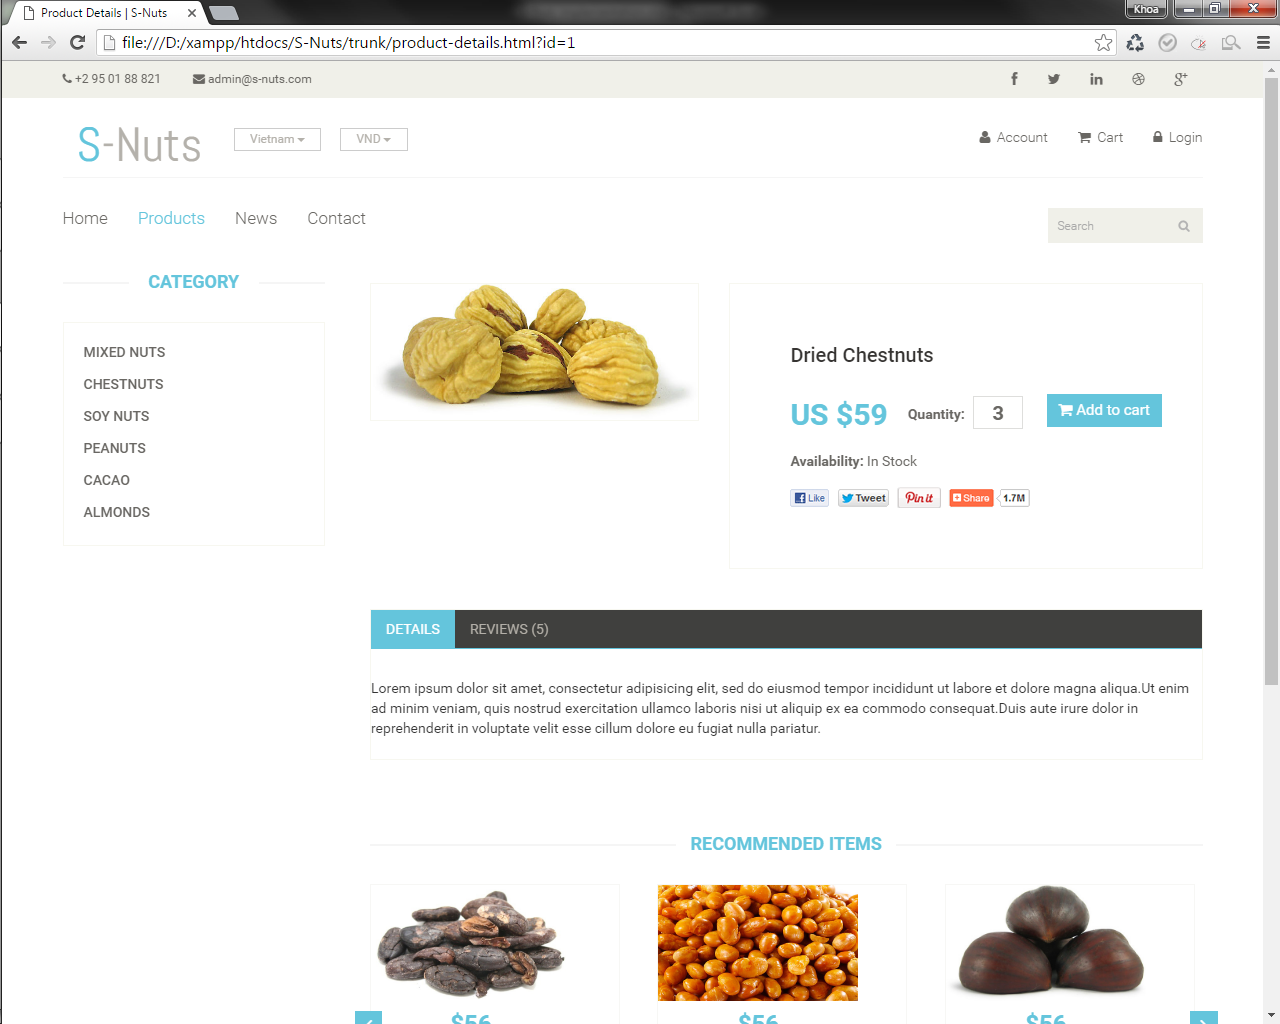 Product Details | S-Nuts
Khoa
file:///D:/xampp/htdocs/S-Nuts/trunk/product-details.html?id=1
+2 95 01 88 821
admin@s-nuts.com
S-Nuts
Vietnam
VND
Account
Cart
Login
Home
Products
News
Contact
Search
CATEGORY
MIXED NUTS
CHESTNUTS
SOY NUTS
PEANUTS
CACAO
ALMONDS
Dried Chestnuts
US $59
Quantity:
3
Add to cart
Availability: In Stock
Like
Tweet
Pin it
Share
1.7M
DETAILS
REVIEWS (5)
Lorem ipsum dolor sit amet, consectetur adipisicing elit, sed do eiusmod tempor incididunt ut labore et dolore magna aliqua.Ut enim
ad minim veniam, quis nostrud exercitation ullamco laboris nisi ut aliquip ex ea commodo consequat.Duis aute irure dolor in
reprehenderit in voluptate velit esse cillum dolore eu fugiat nulla pariatur.
RECOMMENDED ITEMS
$56
$56
$56